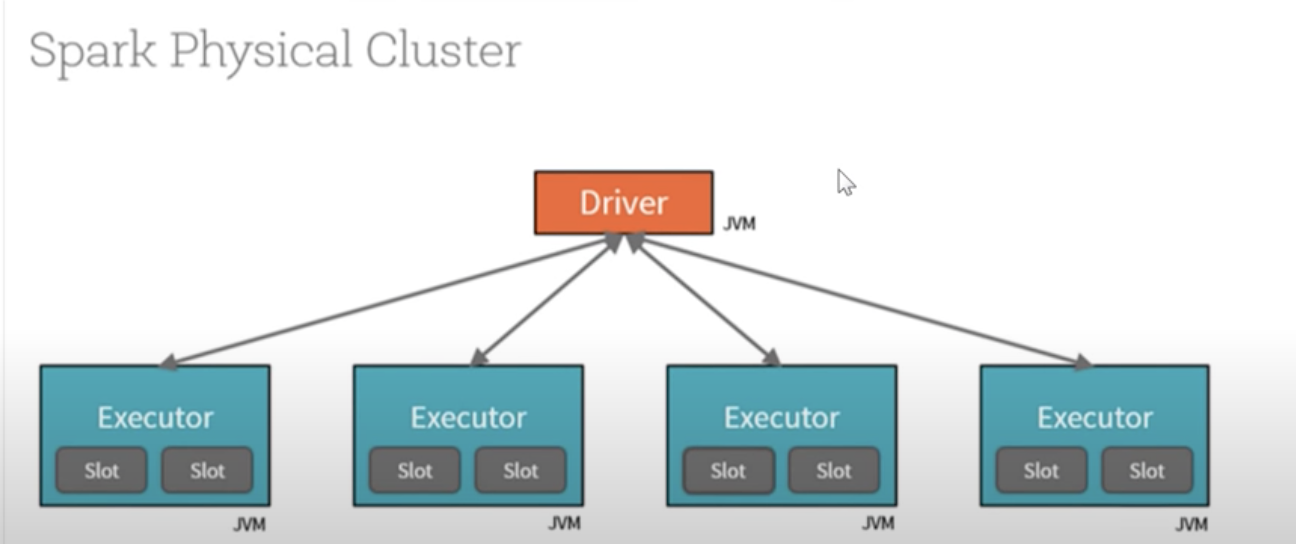 Spark Physical Cluster
Driver
JVM
Executor
Slot Slot
JVM
Executor
Slot Slot
JVM
Executor
Slot Slot
JVM
Executor
Slot Slot
JVM